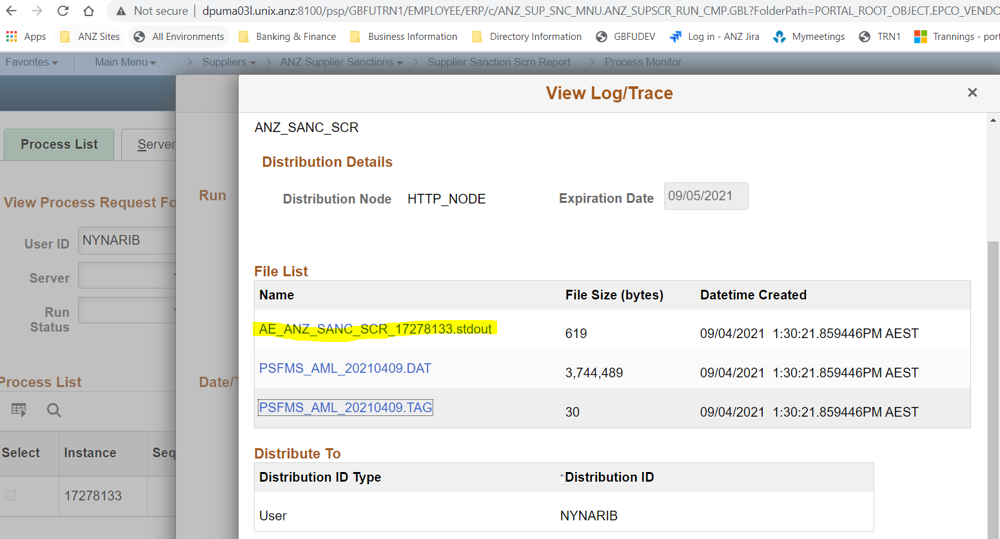 Not secure | dpuma03l.unix.anz:8100/psp/GBFUTRN1/EMPLOYEE/ERP/c/ANZ_SUP_SNC_MNU.ANZ_SUPSCR_RUN_CMP.GBL?FolderPath=PORTAL_ROOT_OBJECT.EPCO_VENDO
Apps ANZ Sites All Environments Banking & Finance Business Information Directory Information GBFUDEV Log in - ANZ Jira Mymeetings TRN1 Trannings - port
Favorites Main Menu > Suppliers > ANZ Supplier Sanctions > Supplier Sanction Scrn Report > Process Monitor
View Log/Trace ×
ANZ_SANC_SCR
Process List Server
Distribution Details
View Process Request Fo Run Distribution Node HTTP_NODE Expiration Date 09/05/2021
User ID NYNARIB
Server
File List
Name File Size (bytes) Datetime Created
Run
Status
AE_ANZ_SANC_SCR_17278133.stdout 619 09/04/2021 1:30:21.859446PM AEST
PSFMS_AML_20210409.DAT 3,744,489 09/04/2021 1:30:21.859446PM AEST
Process List Date/T
PSFMS_AML_20210409.TAG 30 09/04/2021 1:30:21.859446PM AEST
Select Instance Seq
Distribute To
Distribution ID Type *Distribution ID
17278133
User NYNARIB